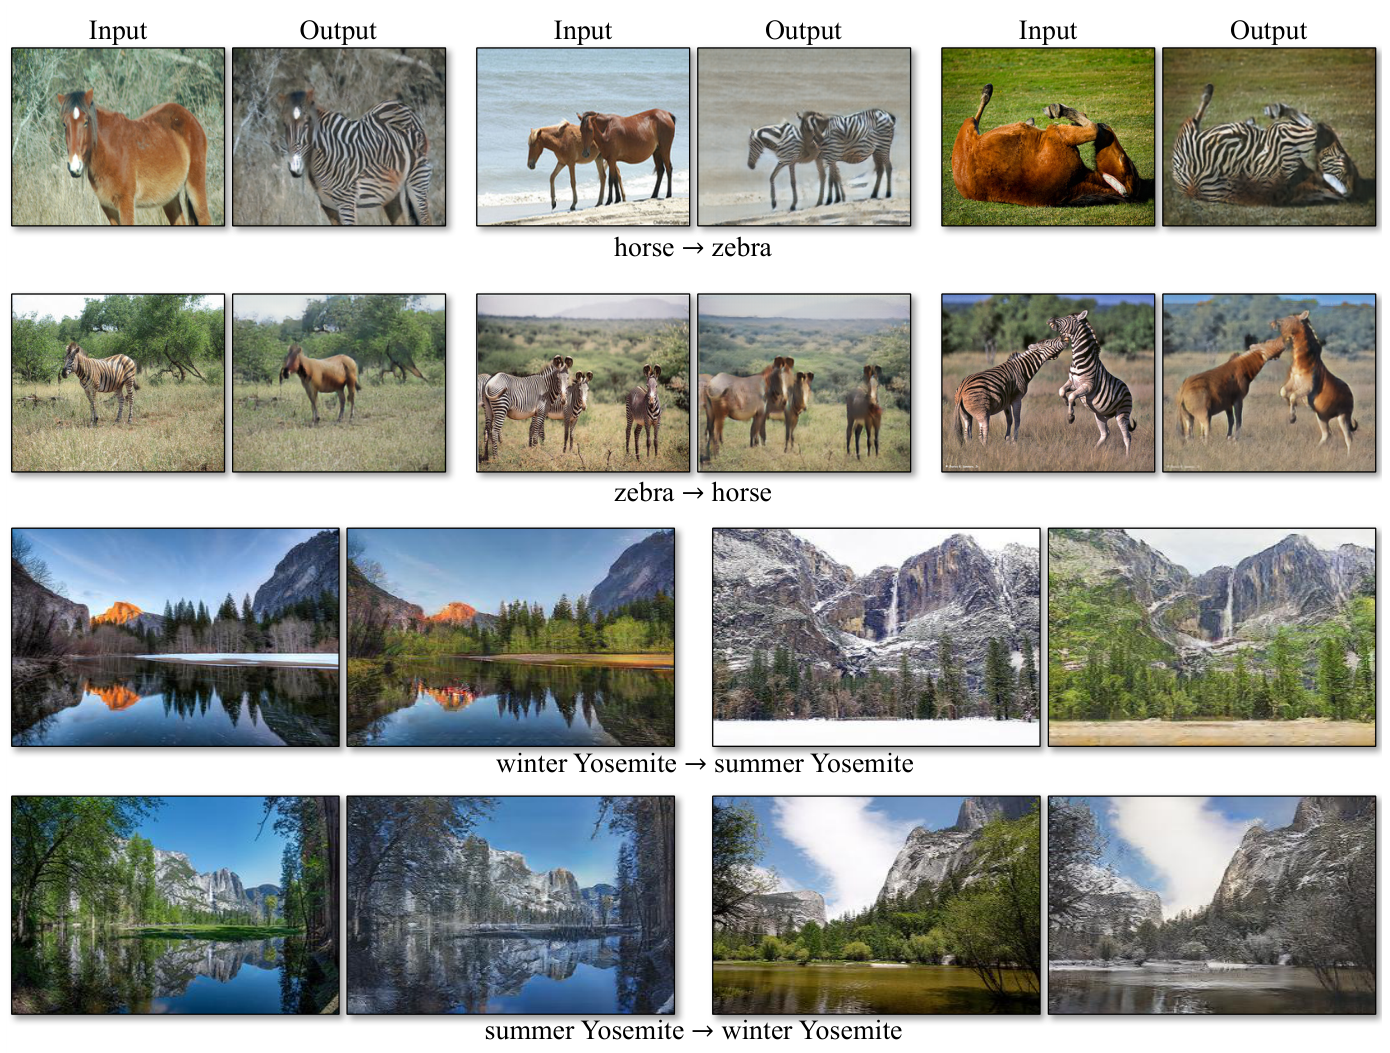 Input Output Input Output Input Output
horse → zebra
zebra → horse
winter Yosemite → summer Yosemite
summer Yosemite → winter Yosemite